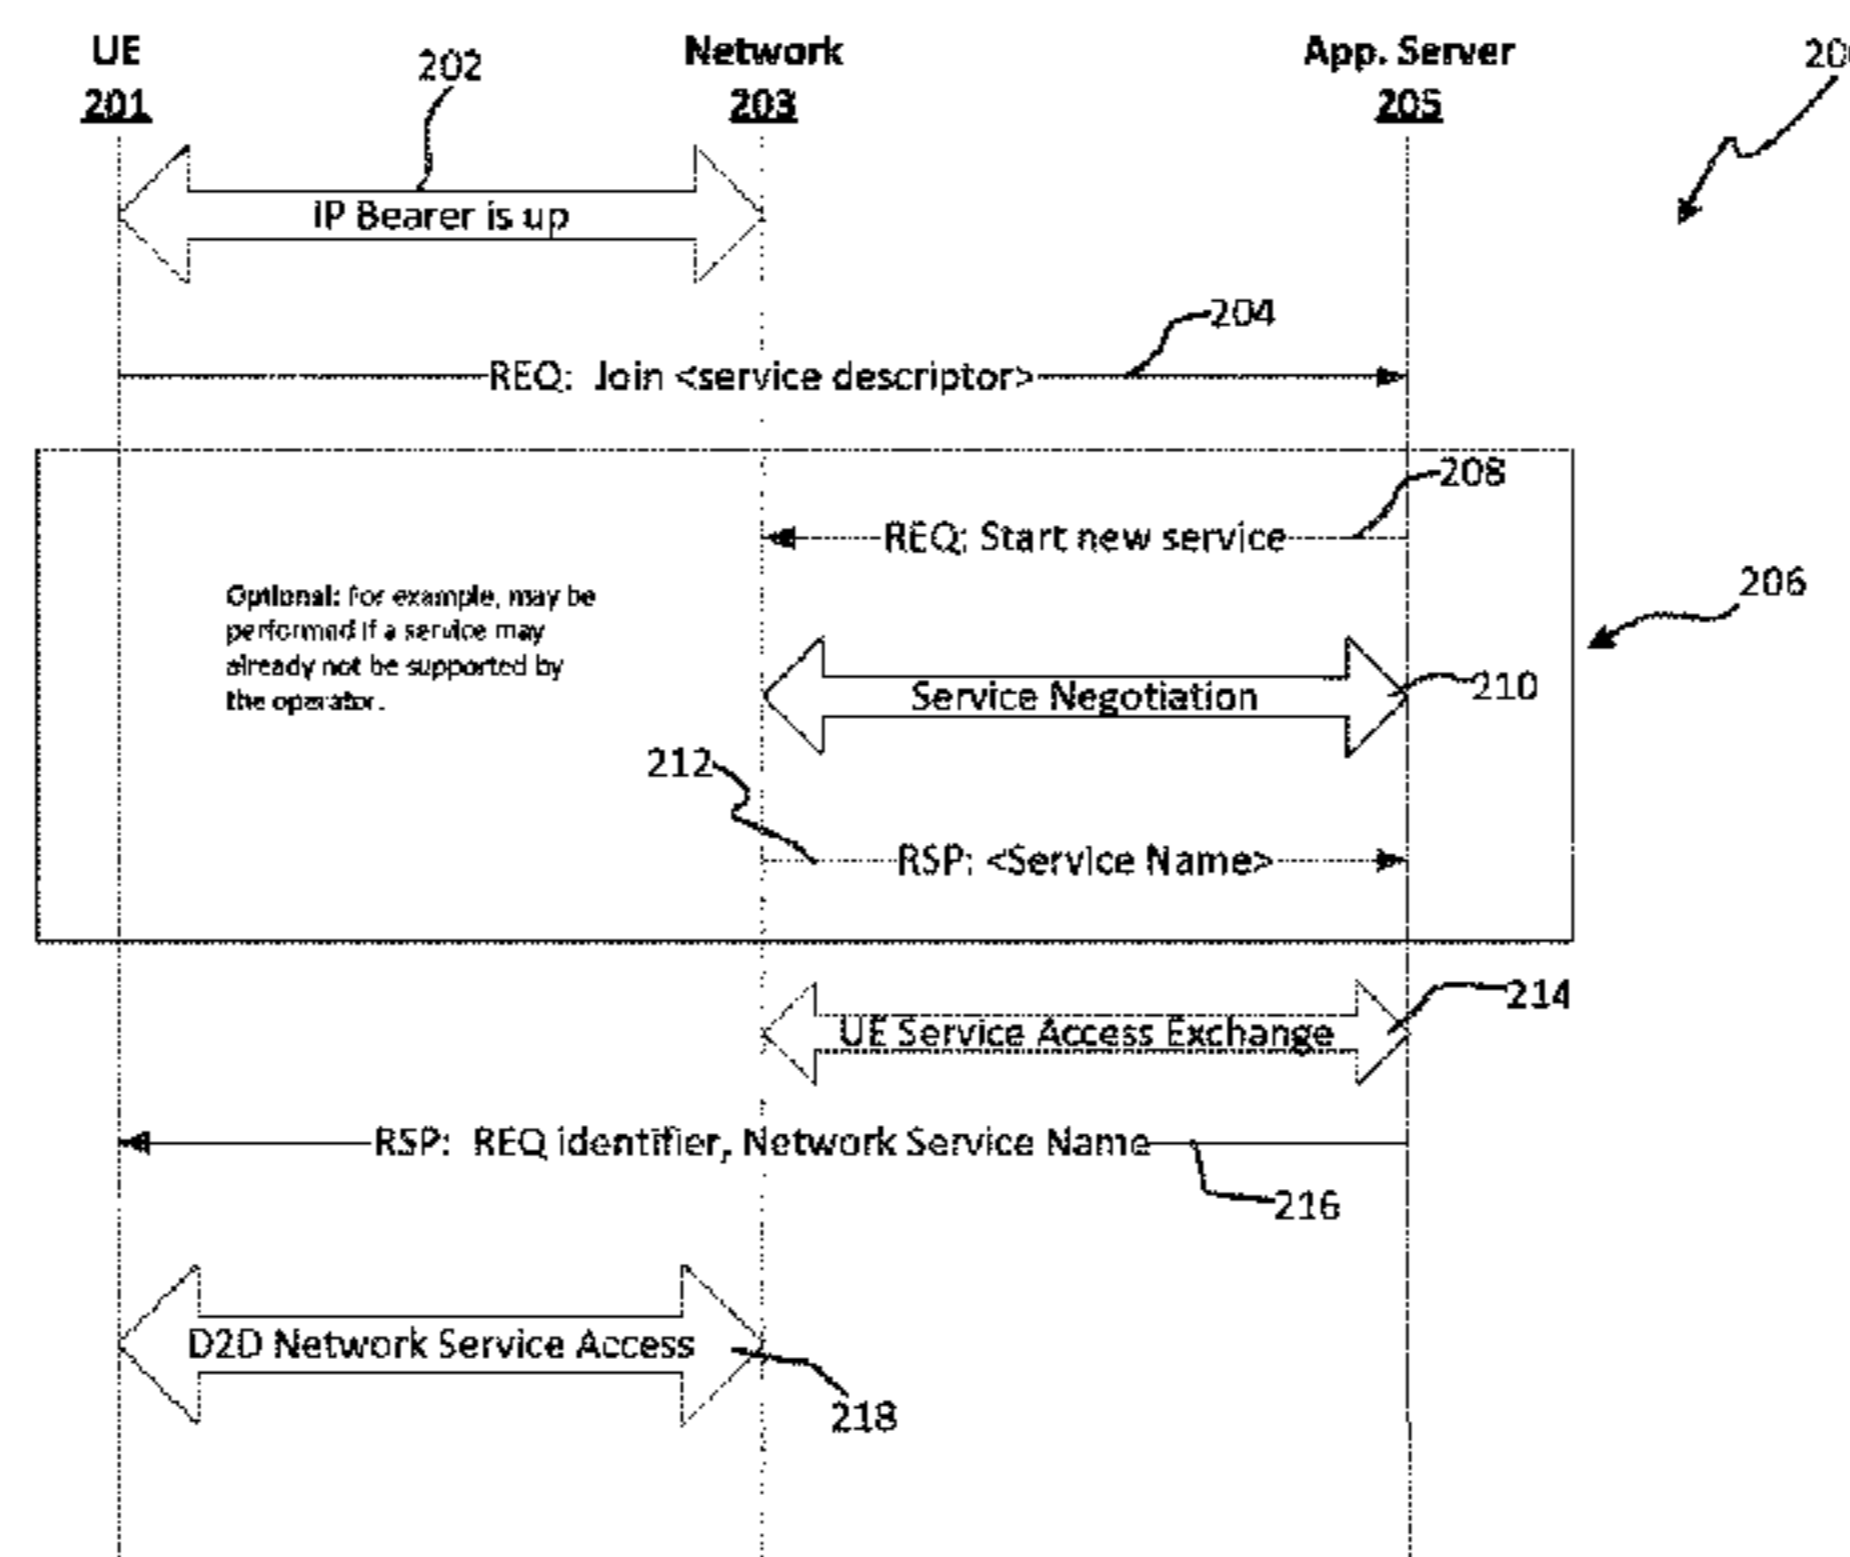 UE
201
202
Network
203
App. Server
205
IP Bearer is up
204
REQ: Join <service descriptor>
208
REQ: Start new service
206
Optional: For example, may be
performed if a service may
already not be supported by
the operator.
Service Negotiation
210
212
RSP: <Service Name>
214
UE Service Access Exchange
RSP: REQ identifier, Network Service Name
216
D2D Network Service Access
218